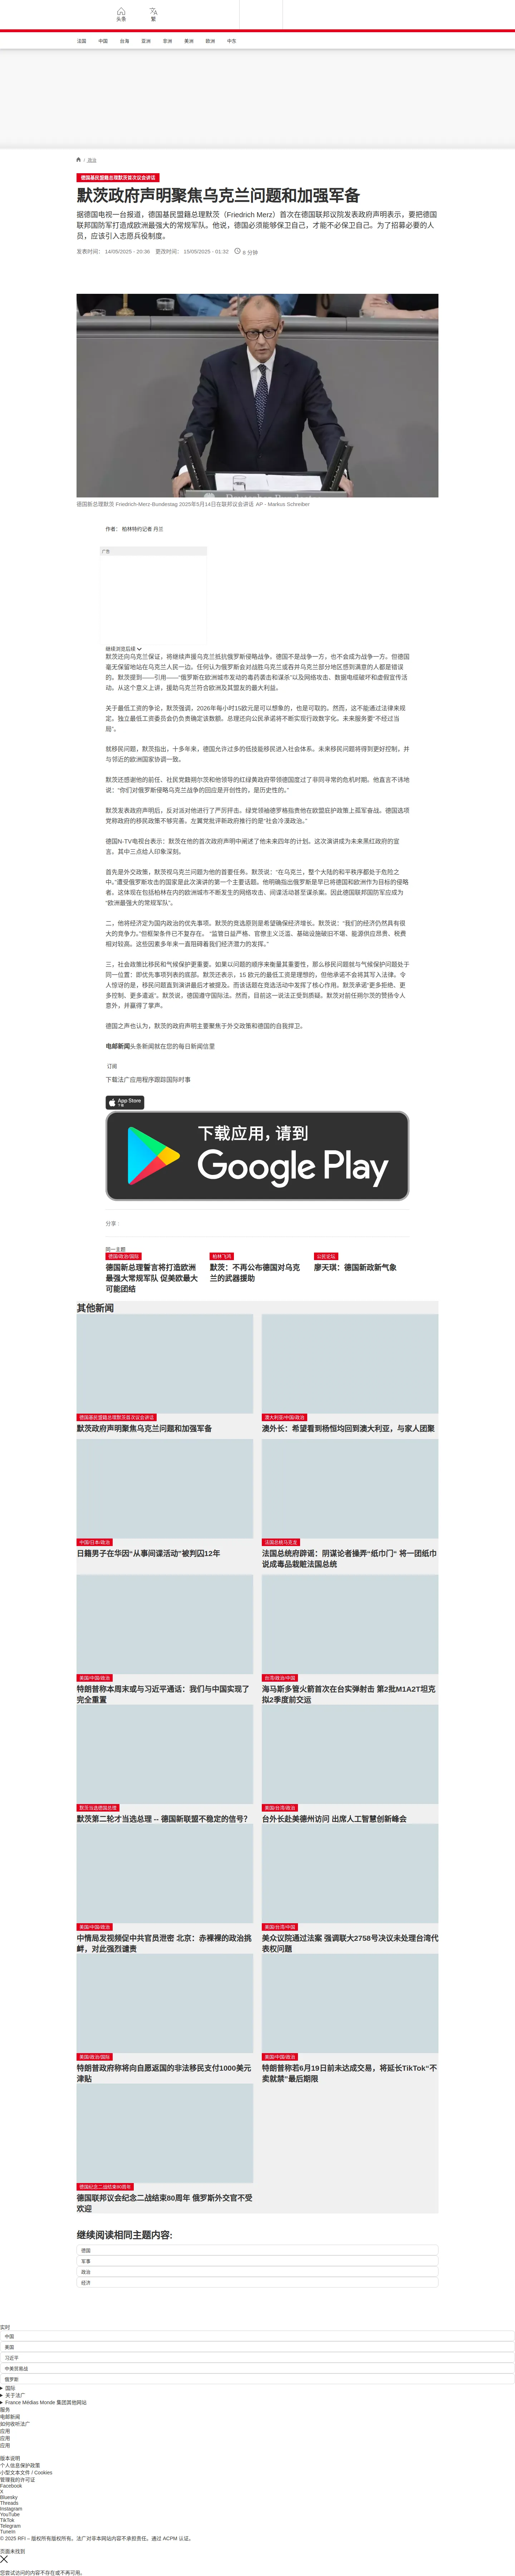 头条
繁
法国
中国
台海
亚洲
非洲
美洲
欧洲
中东
/ 政治
德国基民盟籍总理默茨首次议会讲话
默茨政府声明聚焦乌克兰问题和加强军备
据德国电视一台报道，德国基民盟籍总理默茨（Friedrich Merz）首次在德国联邦议院发表政府声明表示，要把德国
联邦国防军打造成欧洲最强大的常规军队。他说，德国必须能够保卫自己，才能不必保卫自己。为了招募必要的人
员，应该引入志愿兵役制度。
发表时间： 14/05/2025 - 20:36 更改时间： 15/05/2025 - 01:32 6 分钟
德国新总理默茨 Friedrich-Merz-Bundestag 2025年5月14日在联邦议会讲话 AP - Markus Schreiber
作者： 柏林特约记者 丹兰
广告
继续浏览后续
默茨还向乌克兰保证，将继续声援乌克兰抵抗俄罗斯侵略战争。德国不是战争一方，也不会成为战争一方。但德国
毫无保留地站在乌克兰人民一边。任何认为俄罗斯会对战胜乌克兰或吞并乌克兰部分地区感到满意的人都是错误
的。默茨提到——引用——“俄罗斯在欧洲城市发动的毒药袭击和谋杀”以及网络攻击、数据电缆破坏和虚假宣传活
动。从这个意义上讲，援助乌克兰符合欧洲及其盟友的最大利益。
关于最低工资的争论，默茨强调，2026年每小时15欧元是可以想象的，也是可取的。然而，这不能通过法律来规
定。独立最低工资委员会仍负责确定该数额。总理还向公民承诺将不断实现行政数字化。未来服务要“不经过当
局”。
就移民问题，默茨指出，十多年来，德国允许过多的低技能移民进入社会体系。未来移民问题将得到更好控制，并
与邻近的欧洲国家协调一致。
默茨还感谢他的前任、社民党籍朔尔茨和他领导的红绿黄政府带领德国度过了非同寻常的危机时期。他直言不讳地
说：“你们对俄罗斯侵略乌克兰战争的回应是开创性的，是历史性的。”
默茨发表政府声明后，反对派对他进行了严厉抨击。绿党领袖德罗格指责他在欧盟庇护政策上孤军奋战。德国选项
党称政府的移民政策不够完善。左翼党批评新政府推行的是“社会冷漠政治。”
德国N-TV电视台表示：默茨在他的首次政府声明中阐述了他未来四年的计划。这次演讲成为未来黑红政府的宣
言。其中三点给人印象深刻。
首先是外交政策，默茨视乌克兰问题为他的首要任务。默茨说：“在乌克兰，整个大陆的和平秩序都处于危险之
中。”遭受俄罗斯攻击的国家是此次演讲的第一个主要话题。他明确指出俄罗斯是早已将德国和欧洲作为目标的侵略
者。这体现在包括柏林在内的欧洲城市不断发生的网络攻击、间谍活动甚至谋杀案。因此德国联邦国防军应成为
“欧洲最强大的常规军队”。
二，他将经济定为国内政治的优先事项。默茨的竞选原则是希望确保经济增长。默茨说：“我们的经济仍然具有很
大的竞争力。”但框架条件已不复存在。“监管日益严格、官僚主义泛滥、基础设施破旧不堪、能源供应昂贵、税费
相对较高。这些因素多年来一直阻碍着我们经济潜力的发挥。”
三，社会政策比移民和气候保护更重要。如果以问题的顺序来衡量其重要性，那么移民问题就与气候保护问题处于
同一位置：即优先事项列表的底部。默茨还表示，15 欧元的最低工资是理想的，但他承诺不会将其写入法律。令
人惊讶的是，移民问题直到演讲最后才被提及。而该话题在竞选活动中发挥了核心作用。默茨承诺“更多拒绝、更
多控制、更多遣返”。默茨说，德国遵守国际法。然而，目前这一说法正受到质疑。默茨对前任朔尔茨的赞扬令人
意外，并赢得了掌声。
德国之声也认为，默茨的政府声明主要聚焦于外交政策和德国的自我捍卫。
电邮新闻头条新闻就在您的每日新闻信里
订阅
下载法广应用程序跟踪国际时事
App Store
下载应用，请到
Google Play
分享 :
同一主题
德国/政治/国际
德国新总理誓言将打造欧洲
最强大常规军队 促美欧最大
可能团结
柏林飞鸿
默茨：不再公布德国对乌克
兰的武器援助
公民论坛
廖天琪：德国新政新气象
其他新闻
德国基民盟籍总理默茨首次议会讲话
默茨政府声明聚焦乌克兰问题和加强军备
澳大利亚/中国/政治
澳外长：希望看到杨恒均回到澳大利亚，与家人团聚
中国/日本/政治
日籍男子在华因“从事间谍活动”被判囚12年
法国总统马克龙
法国总统府辟谣：阴谋论者操弄“纸巾门” 将一团纸巾
说成毒品栽赃法国总统
美国/中国/政治
特朗普称本周末或与习近平通话：我们与中国实现了
完全重置
台湾/政治/中国
海马斯多管火箭首次在台实弹射击 第2批M1A2T坦克
拟2季度前交运
默茨当选德国总理
默茨第二轮才当选总理 -- 德国新联盟不稳定的信号?
美国/台湾/政治
台外长赴美德州访问 出席人工智慧创新峰会
美国/中国/政治
中情局发视频促中共官员泄密 北京：赤裸裸的政治挑
衅，对此强烈谴责
美国/台湾/中国
美众议院通过法案 强调联大2758号决议未处理台湾代
表权问题
美国/政治/国际
特朗普政府称将向自愿返国的非法移民支付1000美元
津贴
美国/中国/政治
特朗普称若6月19日前未达成交易，将延长TikTok“不
卖就禁”最后期限
德国纪念二战结束80周年
德国联邦议会纪念二战结束80周年 俄罗斯外交官不受
欢迎
继续阅读相同主题内容:
德国
军事
政治
经济
实时
中国
美国
习近平
中美贸易战
俄罗斯
国际
关于法广
France Médias Monde 集团其他网站
服务
电邮新闻
如何收听法广
应用
应用
应用
版本说明
个人信息保护政策
小型文本文件 / Cookies
管理我的许可证
Facebook
X
Bluesky
Threads
Instagram
YouTube
TikTok
Telegram
TuneIn
© 2025 RFI – 版权所有版权所有。法广对非本网站内容不承担责任。通过 ACPM 认证。
页面未找到
您尝试访问的内容不存在或不再可用。